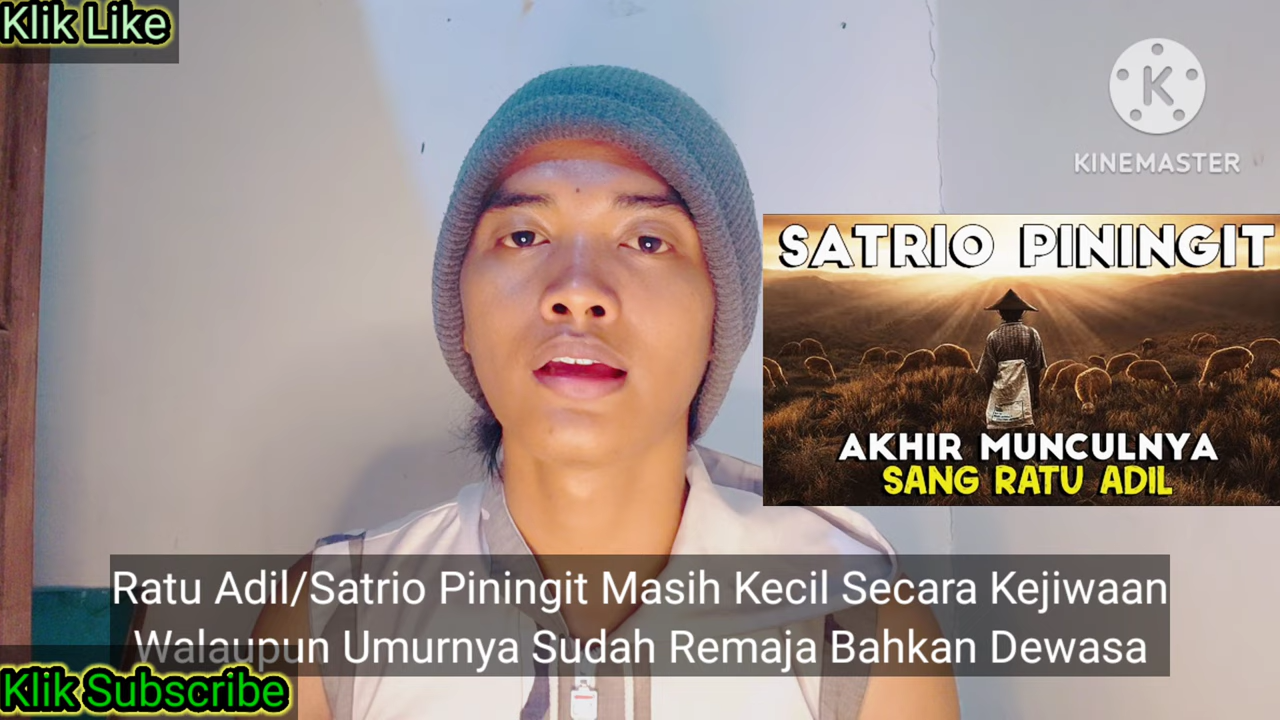 Klik Like
KINEMASTER
SATRIO PININGIT
AKHIR MUNCULNYA
SANG RATU ADIL
Ratu Adil/Satrio Piningit Masih Kecil Secara Kejiwaan
Walaupun Umurnya Sudah Remaja Bahkan Dewasa
Klik Subscribe